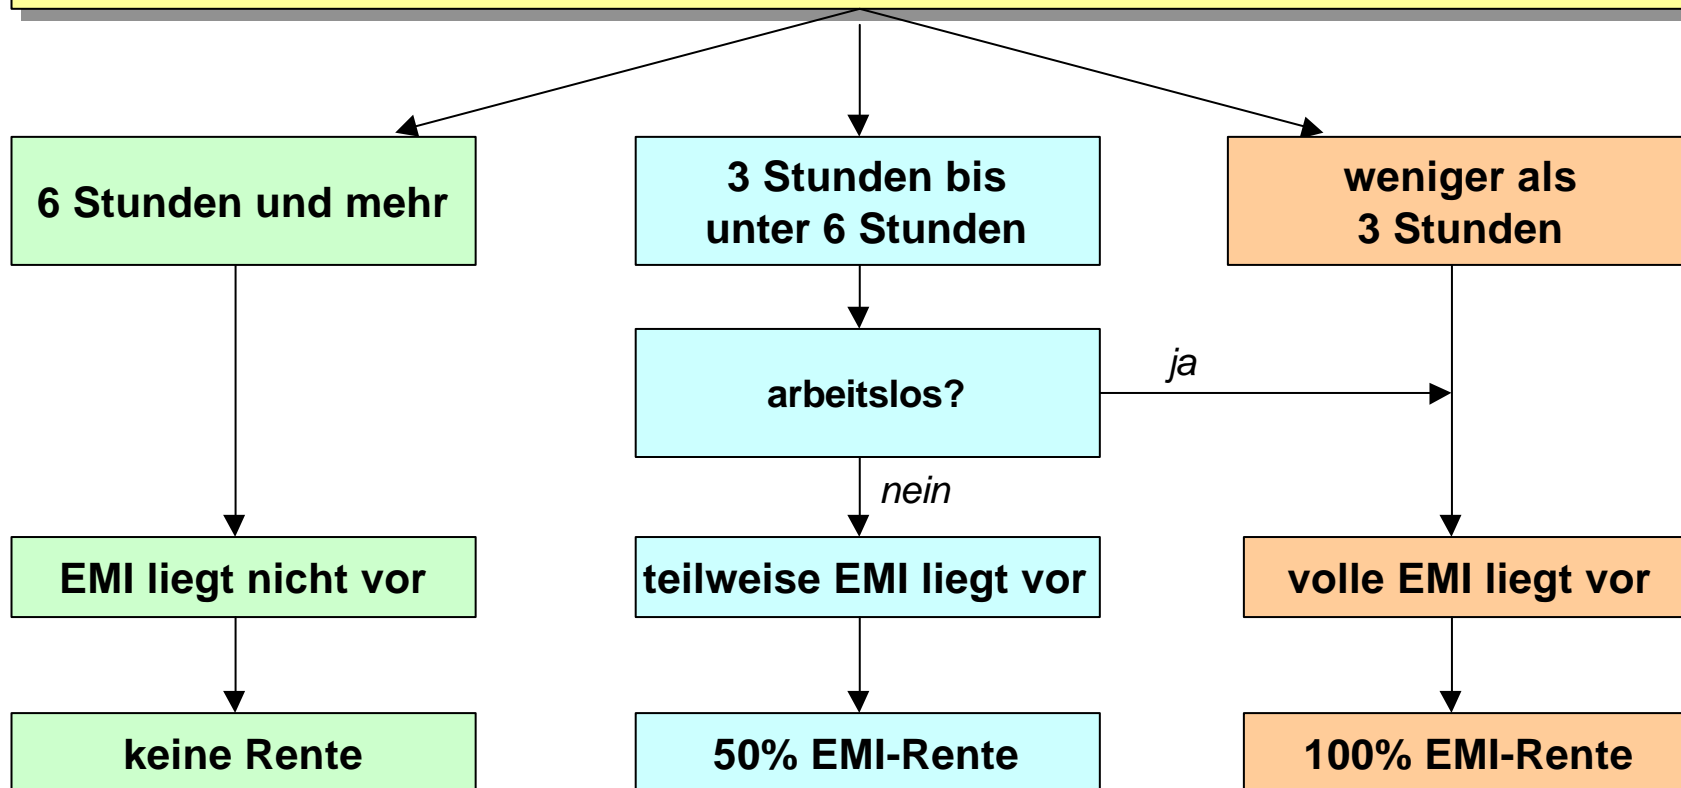 6 Stunden und mehr
3 Stunden bis
unter 6 Stunden
weniger als
3 Stunden
arbeitslos?
ja
nein
EMI liegt nicht vor
teilweise EMI liegt vor
volle EMI liegt vor
keine Rente
50% EMI-Rente
100% EMI-Rente